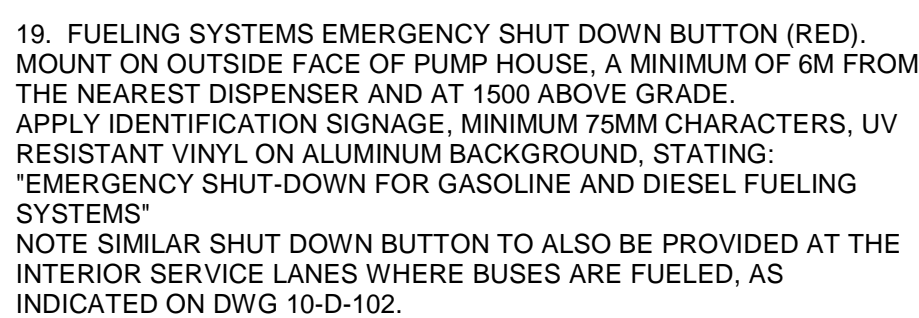 19. FUELING SYSTEMS EMERGENCY SHUT DOWN BUTTON (RED).
MOUNT ON OUTSIDE FACE OF PUMP HOUSE, A MINIMUM OF 6M FROM
THE NEAREST DISPENSER AND AT 1500 ABOVE GRADE.
APPLY IDENTIFICATION SIGNAGE, MINIMUM 75MM CHARACTERS, UV
RESISTANT VINYL ON ALUMINUM BACKGROUND, STATING:
"EMERGENCY SHUT-DOWN FOR GASOLINE AND DIESEL FUELING
SYSTEMS"
NOTE SIMILAR SHUT DOWN BUTTON TO ALSO BE PROVIDED AT THE
INTERIOR SERVICE LANES WHERE BUSES ARE FUELED, AS
INDICATED ON DWG 10-D-102.